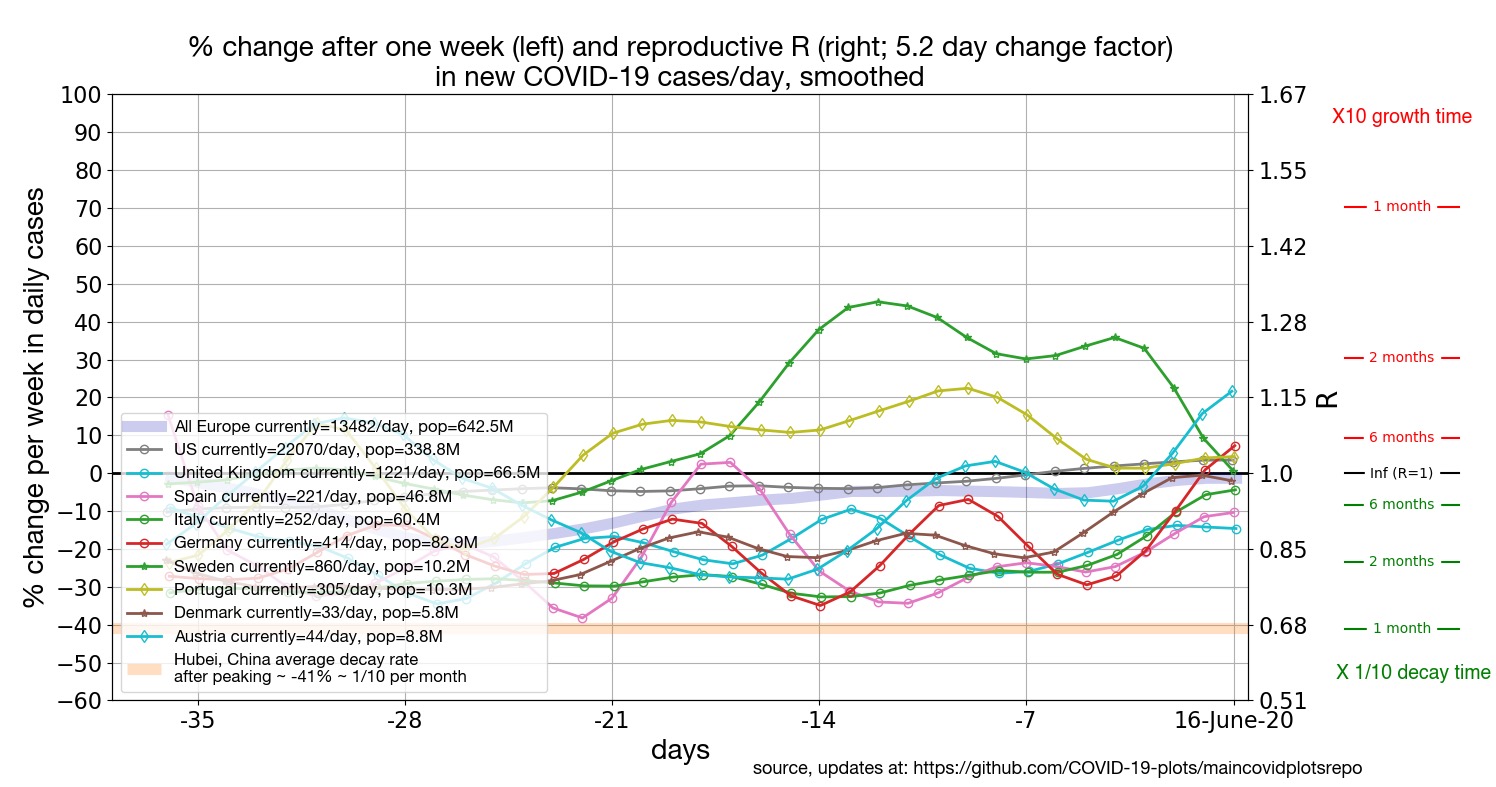 % change after one week (left) and reproductive R (right; 5.2 day change factor)
in new COVID-19 cases/day, smoothed
100
90
80
70
60
50
40
30
20
10
0
−10
−20
−30
−40
−50
−60
% change per week in daily cases
1.67
1.55
1.42
1.28
1.15
1.0
0.85
0.68
0.51
R
X10 growth time
1 month
2 months
6 months
Inf (R=1)
6 months
2 months
1 month
X 1/10 decay time
All Europe currently=13482/day, pop=642.5M
US currently=22070/day, pop=338.8M
United Kingdom currently=1221/day, pop=66.5M
Spain currently=221/day, pop=46.8M
Italy currently=252/day, pop=60.4M
Germany currently=414/day, pop=82.9M
Sweden currently=860/day, pop=10.2M
Portugal currently=305/day, pop=10.3M
Denmark currently=33/day, pop=5.8M
Austria currently=44/day, pop=8.8M
Hubei, China average decay rate
after peaking ~ -41% ~ 1/10 per month
-35
-28
-21
-14
-7
16-June-20
days
source, updates at: https://github.com/COVID-19-plots/maincovidplotsrepo